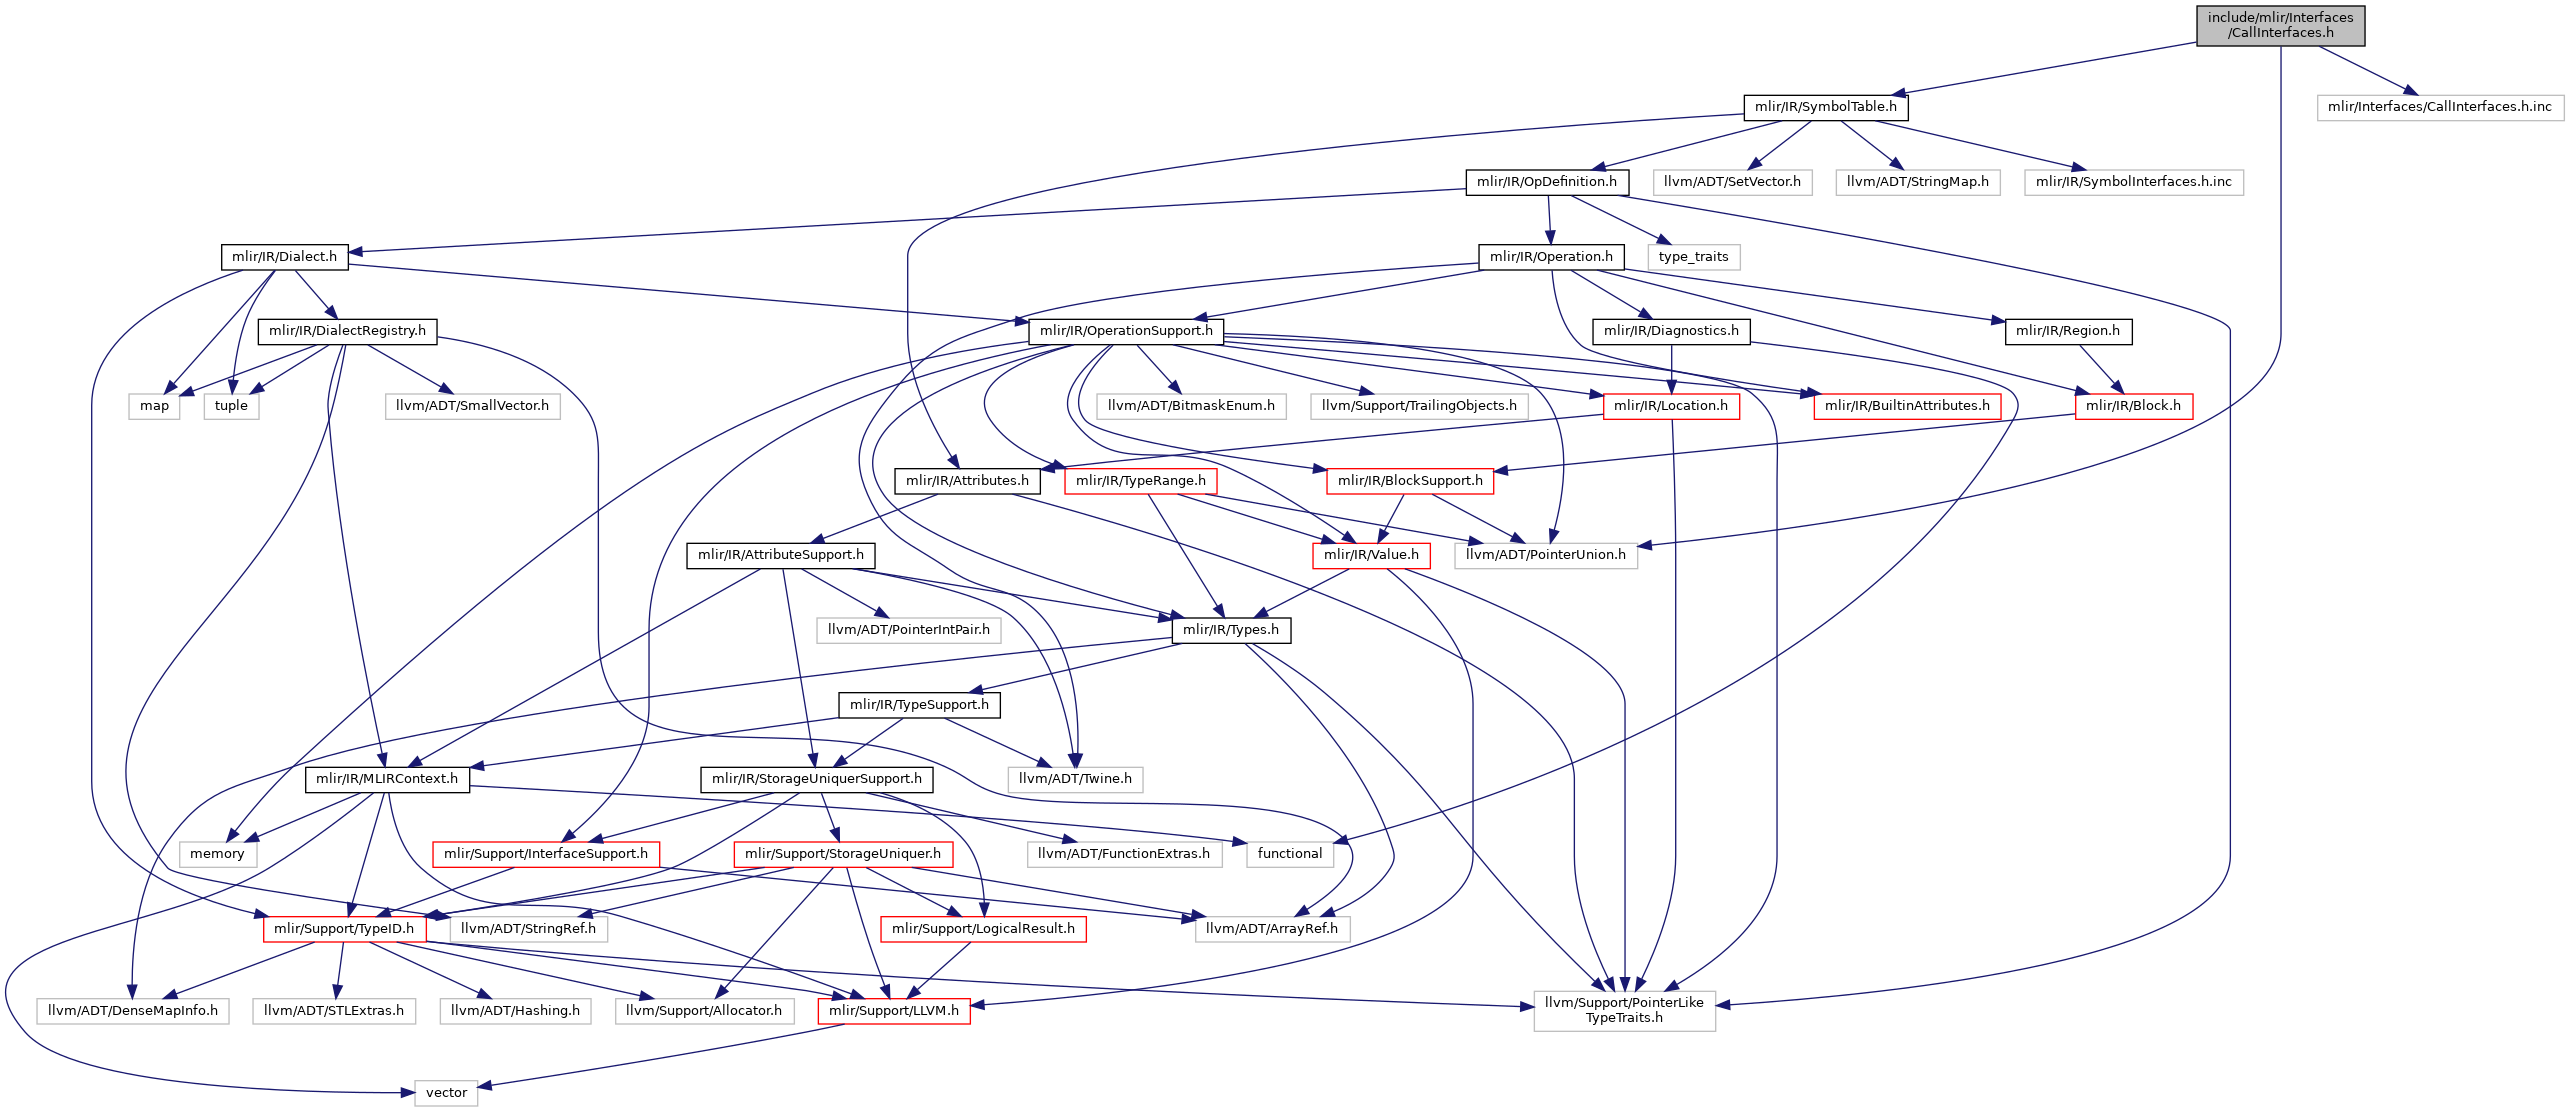 include/mlir/Interfaces
/CallInterfaces.h
mlir/IR/SymbolTable.h
mlir/Interfaces/CallInterfaces.h.inc
mlir/IR/OpDefinition.h
llvm/ADT/SetVector.h
llvm/ADT/StringMap.h
mlir/IR/SymbolInterfaces.h.inc
mlir/IR/Dialect.h
mlir/IR/Operation.h
type_traits
mlir/IR/DialectRegistry.h
mlir/IR/OperationSupport.h
mlir/IR/Diagnostics.h
mlir/IR/Region.h
map
tuple
llvm/ADT/SmallVector.h
llvm/ADT/BitmaskEnum.h
llvm/Support/TrailingObjects.h
mlir/IR/Location.h
mlir/IR/BuiltinAttributes.h
mlir/IR/Block.h
mlir/IR/Attributes.h
mlir/IR/TypeRange.h
mlir/IR/BlockSupport.h
mlir/IR/AttributeSupport.h
mlir/IR/Value.h
llvm/ADT/PointerUnion.h
llvm/ADT/PointerIntPair.h
mlir/IR/Types.h
mlir/IR/TypeSupport.h
mlir/IR/MLIRContext.h
mlir/IR/StorageUniquerSupport.h
llvm/ADT/Twine.h
memory
mlir/Support/InterfaceSupport.h
mlir/Support/StorageUniquer.h
llvm/ADT/FunctionExtras.h
functional
mlir/Support/TypeID.h
llvm/ADT/StringRef.h
mlir/Support/LogicalResult.h
llvm/ADT/ArrayRef.h
llvm/ADT/DenseMapInfo.h
llvm/ADT/STLExtras.h
llvm/ADT/Hashing.h
llvm/Support/Allocator.h
mlir/Support/LLVM.h
llvm/Support/PointerLike
TypeTraits.h
vector